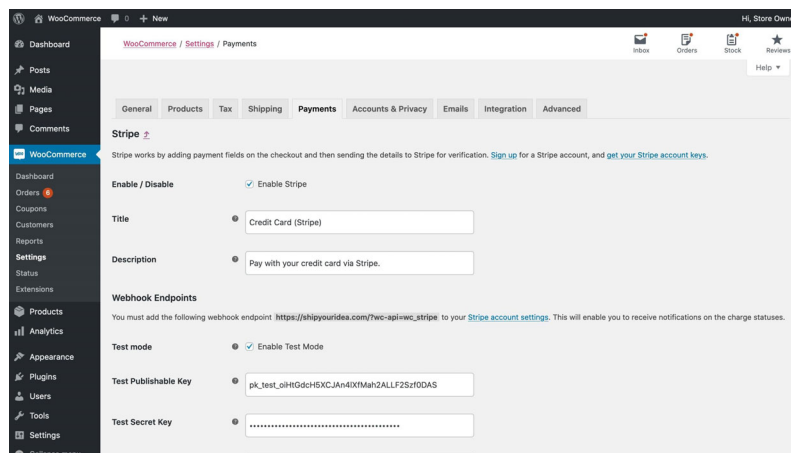 WooCommerce 0 + New Hi, Store Own
Dashboard
Posts
Media
Pages
Comments
WooCommerce
Dashboard
Orders 6
Coupons
Customers
Reports
Settings
Status
Extensions
Products
Analytics
Appearance
Plugins
Users
Tools
Settings
WooCommerce / Settings / Payments
Inbox Orders Stock Reviews
Help ▼
General Products Tax Shipping Payments Accounts & Privacy Emails Integration Advanced
Stripe
Stripe works by adding payment fields on the checkout and then sending the details to Stripe for verification. Sign up for a Stripe account, and get your Stripe account keys.
Enable / Disable Enable Stripe
Title Credit Card (Stripe)
Description Pay with your credit card via Stripe.
Webhook Endpoints
You must add the following webhook endpoint https://shipyouridea.com/?wc-api=wc_stripe to your Stripe account settings. This will enable you to receive notifications on the charge statuses.
Test mode Enable Test Mode
Test Publishable Key pk_test_oiHtGdcH5XCJAn4lXfMah2ALLF2Szf0DAS
Test Secret Key